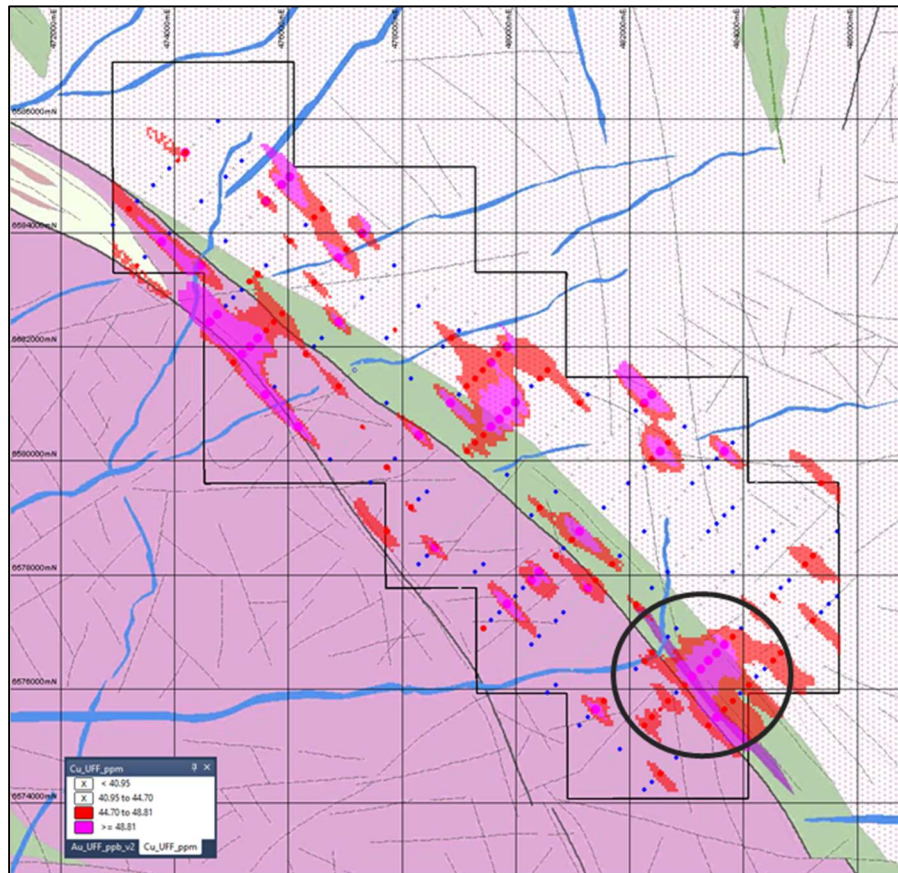 472000mE
474000mE
476000mE
478000mE
480000mE
482000mE
484000mE
486000mE
6586000mN
6584000mN
6682000mN
6580000mN
6578000mN
6576000mN
6574000mN
Cu_UFF_ppm
X < 40.95
X 40.95 to 44.70
44.70 to 48.81
>= 48.81
Au_UFF_ppb_v2 Cu_UFF_ppm